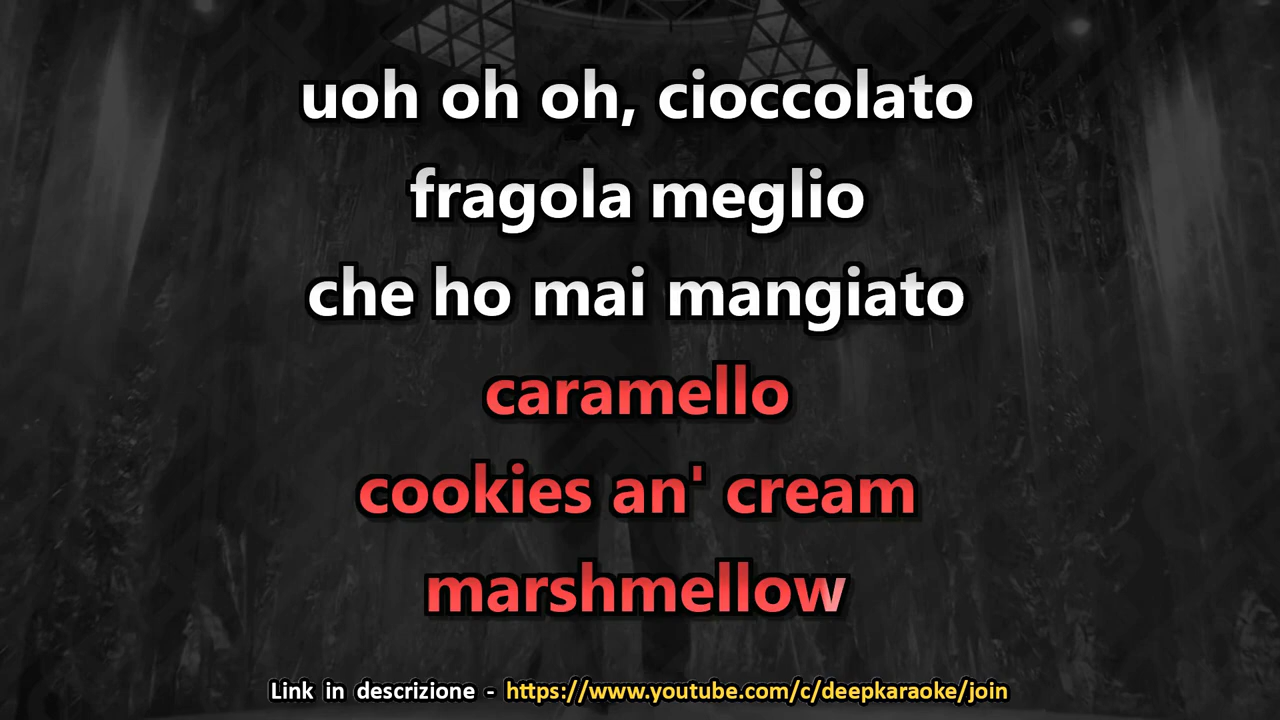 uoh oh oh, cioccolato
fragola meglio
che ho mai mangiato
caramello
cookies an' cream
marshmellow
Link in descrizione - https://www.youtube.com/c/deepkaraoke/join